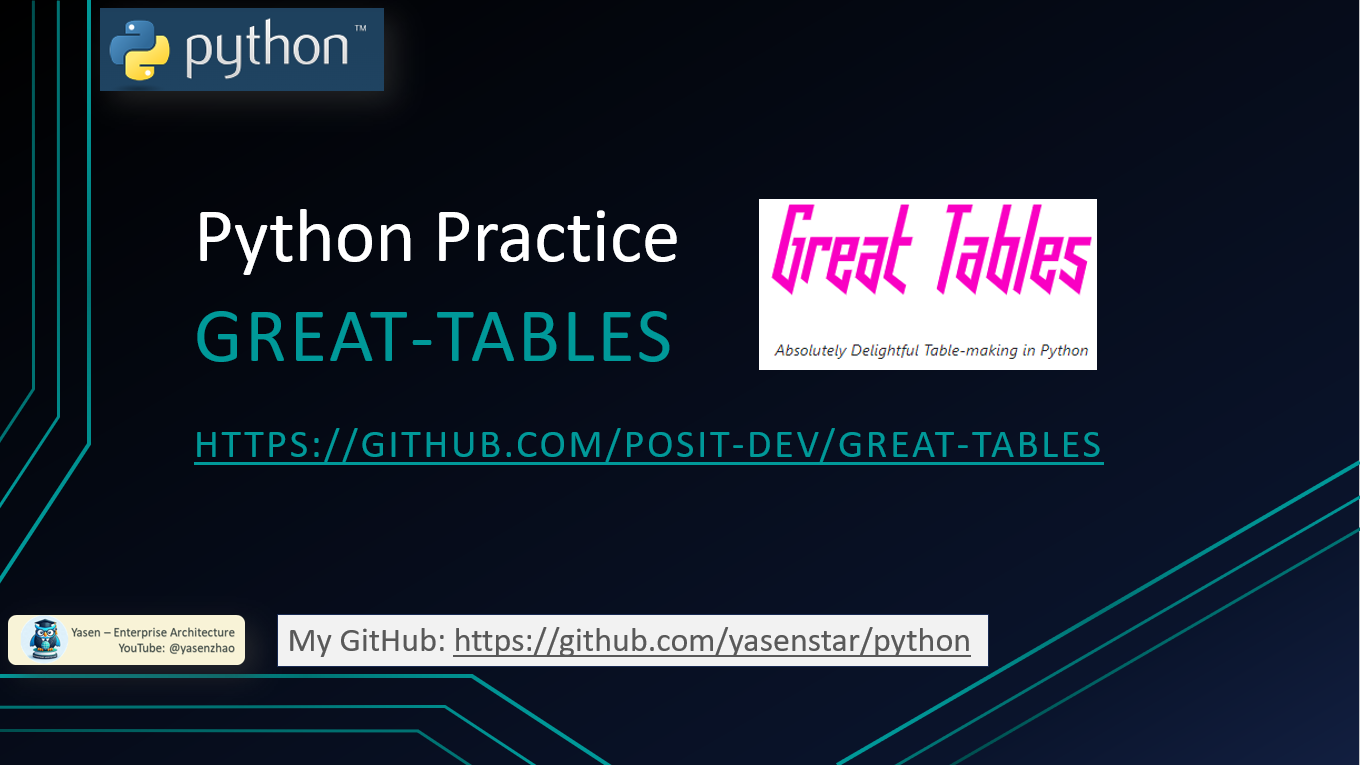 python™
Python Practice
GREAT-TABLES
Great Tables
Absolutely Delightful Table-making in Python
HTTPS://GITHUB.COM/POSIT-DEV/GREAT-TABLES
Yasen – Enterprise Architecture
YouTube: @yasenzhao
My GitHub: https://github.com/yasenstar/python